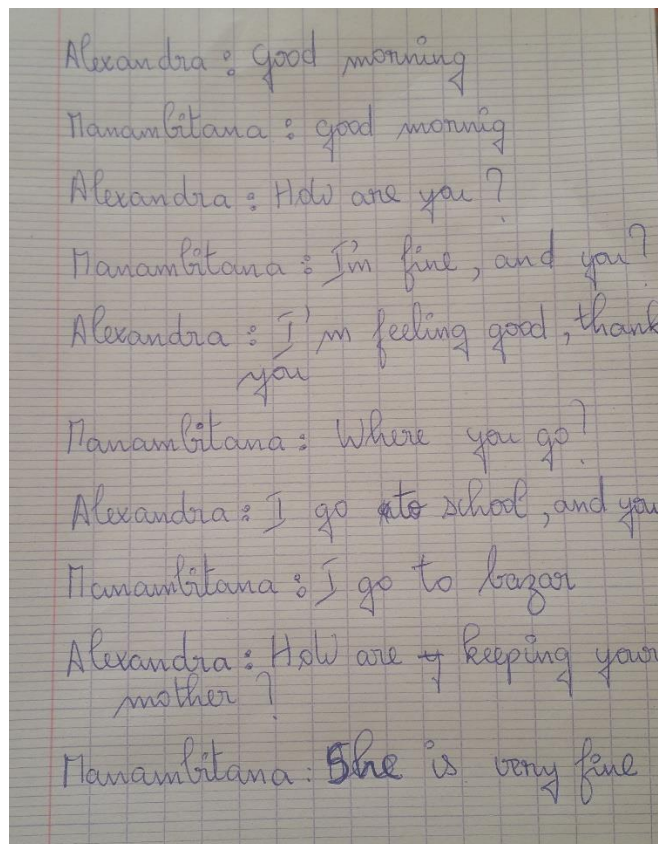 Alexandra : Good morning
Manambitana : good mornig
Alexandra : How are you ?
Manambitana : I'm fine, and you ?
Alexandra : I'm feeling good, thank
you
Manambitana : Where you go ?
Alexandra : I go to school, and you
Manambitana : I go to bazar
Alexandra : How are keeping your
mother ?
Manambitana : She is very fine